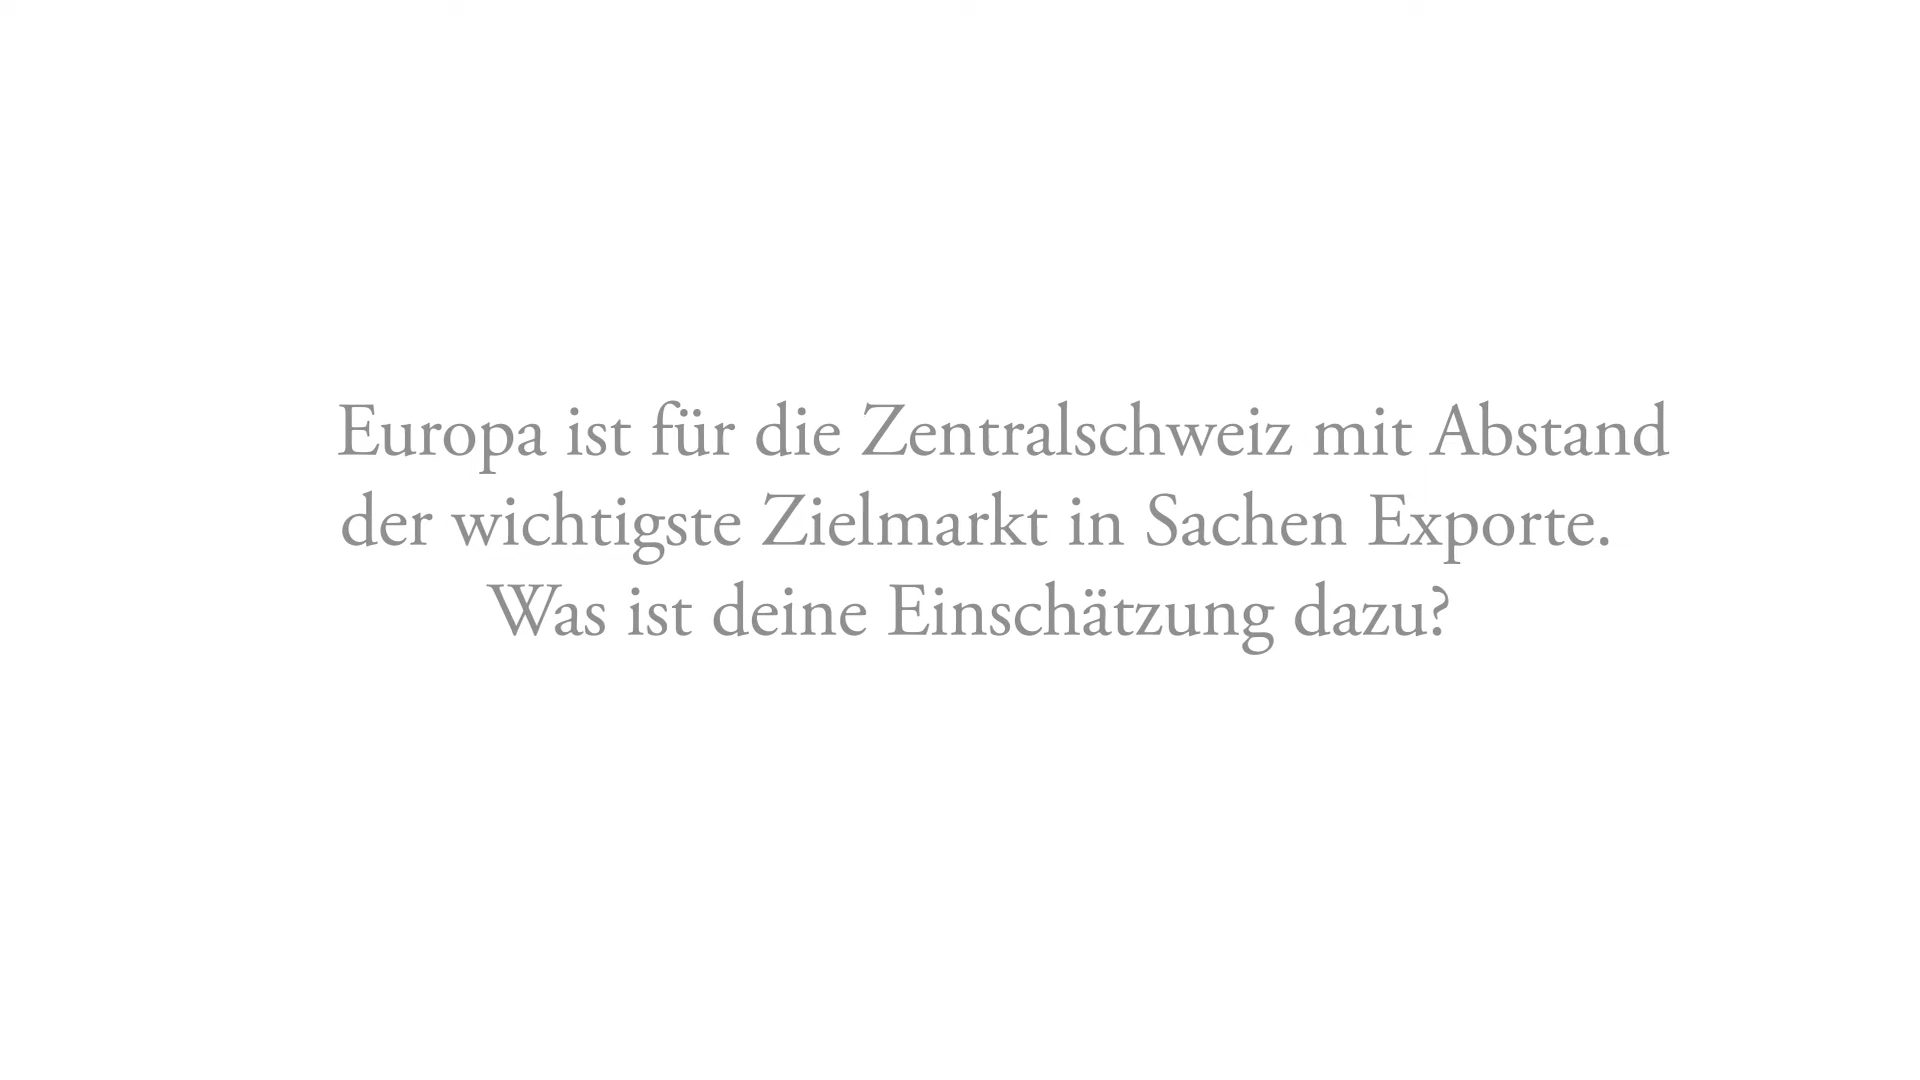 Europa ist für die Zentralschweiz mit Abstand
der wichtigste Zielmarkt in Sachen Exporte.
Was ist deine Einschätzung dazu?